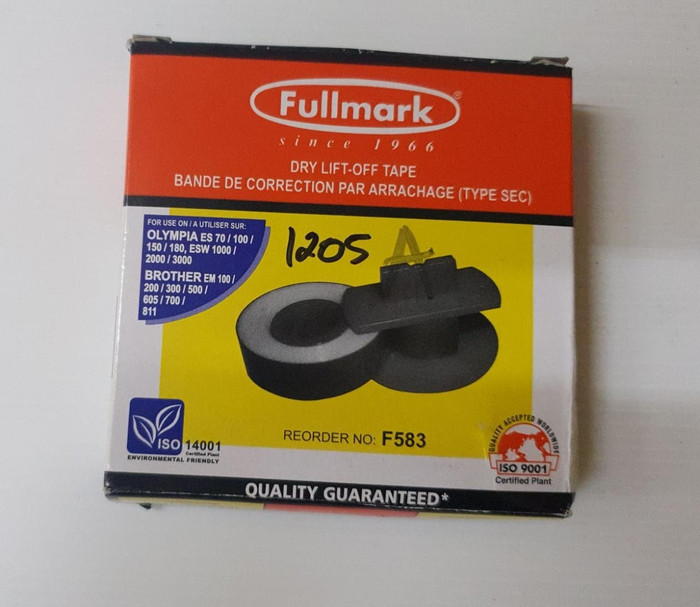 Fullmark®
since 1966
DRY LIFT-OFF TAPE
BANDE DE CORRECTION PAR ARRACHAGE (TYPE SEC)
FOR USE ON / A UTILISER SUR:
OLYMPIA ES 70 / 100 /
150 / 180, ESW 1000 /
2000 / 3000
BROTHER EM 100 /
200 / 300 / 500 /
605 / 700 /
811
1205
REORDER NO: F583
ISO 14001
Certified Plant
ENVIRONMENTAL FRIENDLY
QUALITY ACCEPTED WORLDWIDE
ISO 9001
Certified Plant
QUALITY GUARANTEED*